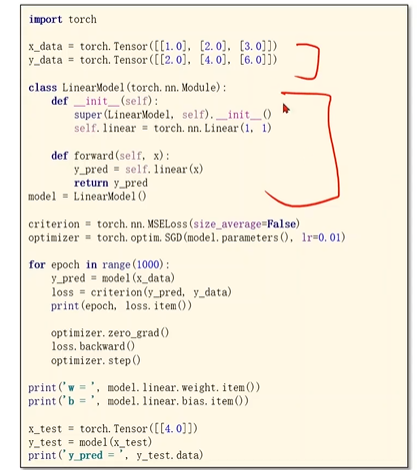 import torch
x_data = torch.Tensor([[1.0], [2.0], [3.0]])
y_data = torch.Tensor([[2.0], [4.0], [6.0]])
class LinearModel(torch.nn.Module):
    def __init__(self):
        super(LinearModel, self).__init__()
        self.linear = torch.nn.Linear(1, 1)
    def forward(self, x):
        y_pred = self.linear(x)
        return y_pred
model = LinearModel()
criterion = torch.nn.MSELoss(size_average=False)
optimizer = torch.optim.SGD(model.parameters(), lr=0.01)
for epoch in range(1000):
    y_pred = model(x_data)
    loss = criterion(y_pred, y_data)
    print(epoch, loss.item())
    optimizer.zero_grad()
    loss.backward()
    optimizer.step()
print('w = ', model.linear.weight.item())
print('b = ', model.linear.bias.item())
x_test = torch.Tensor([[4.0]])
y_test = model(x_test)
print('y_pred = ', y_test.data)